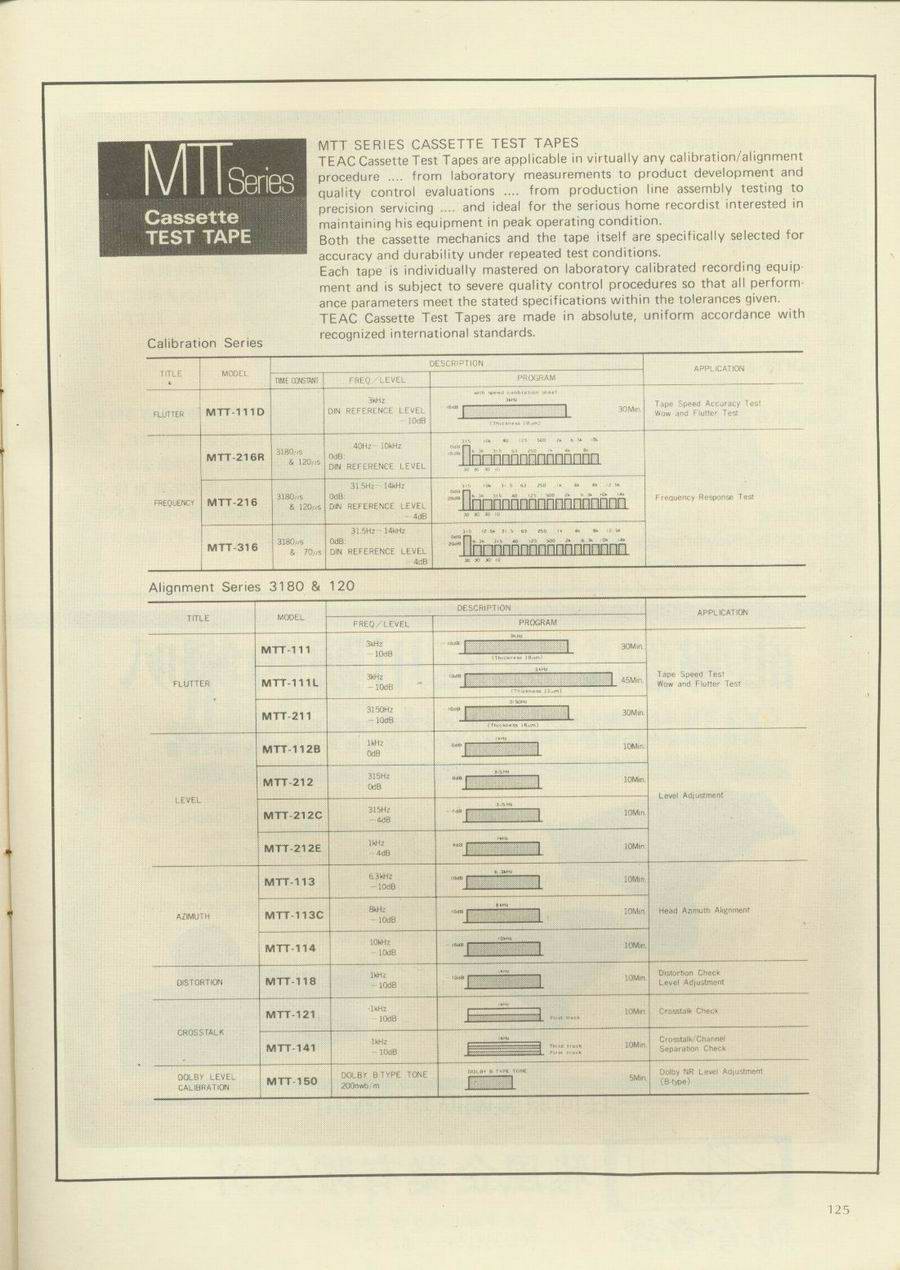 MTT Series
Cassette
TEST TAPE
MTT SERIES CASSETTE TEST TAPES
TEAC Cassette Test Tapes are applicable in virtually any calibration/alignment
procedure .... from laboratory measurements to product development and
quality control evaluations .... from production line assembly testing to
precision servicing .... and ideal for the serious home recordist interested in
maintaining his equipment in peak operating condition.
Both the cassette mechanics and the tape itself are specifically selected for
accuracy and durability under repeated test conditions.
Each tape is individually mastered on laboratory calibrated recording equip-
ment and is subject to severe quality control procedures so that all perform-
ance parameters meet the stated specifications within the tolerances given.
TEAC Cassette Test Tapes are made in absolute, uniform accordance with
recognized international standards.
Calibration Series
TITLE MODEL DESCRIPTION APPLICATION
TIME CONSTANT FREQ./LEVEL PROGRAM
FLUTTER MTT-111D 3kHz DIN REFERENCE LEVEL -10dB 30Min. Tape Speed Accuracy Test
Wow and Flutter Test
FREQUENCY
MTT-216R 3180μs & 120μs 40Hz-10kHz 0dB: DIN REFERENCE LEVEL
MTT-216 3180μs & 120μs 31.5Hz-14kHz 0dB: DIN REFERENCE LEVEL -4dB Frequency Response Test
MTT-316 3180μs & 70μs 31.5Hz-14kHz 0dB: DIN REFERENCE LEVEL 4dB
Alignment Series 3180 & 120
TITLE MODEL DESCRIPTION APPLICATION
FREQ./LEVEL PROGRAM
FLUTTER
MTT-111 3kHz -10dB 30Min.
MTT-111L 3kHz -10dB 45Min. Tape Speed Test
Wow and Flutter Test
MTT-211 3150Hz -10dB 30Min.
LEVEL
MTT-112B 1kHz 0dB 10Min.
MTT-212 315Hz 0dB 10Min.
Level Adjustment
MTT-212C 315Hz -4dB 10Min.
MTT-212E 1kHz -4dB 10Min.
AZIMUTH
MTT-113 6.3kHz -10dB 10Min.
MTT-113C 8kHz -10dB 10Min. Head Azimuth Alignment
MTT-114 10kHz -10dB 10Min.
DISTORTION MTT-118 1kHz -10dB 10Min. Distortion Check
Level Adjustment
CROSSTALK
MTT-121 1kHz -10dB First track 10Min. Crosstalk Check
MTT-141 1kHz -10dB Third track First track 10Min. Crosstalk/Channel
Separation Check
DOLBY LEVEL
CALIBRATION MTT-150 DOLBY B TYPE TONE 200nwb/m DOLBY B TYPE TONE 5Min. Dolby NR Level Adjustment
(B-type)
125